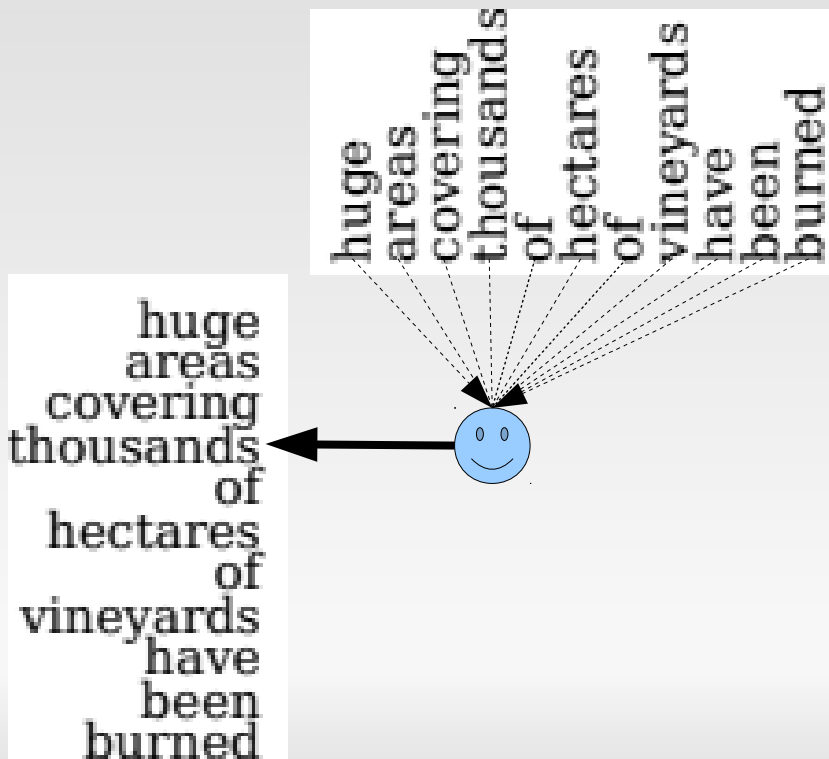 huge
areas
covering
thousands
of
hectares
of
vineyards
have
been
burned
huge
areas
covering
thousands
of
hectares
of
vineyards
have
been
burned